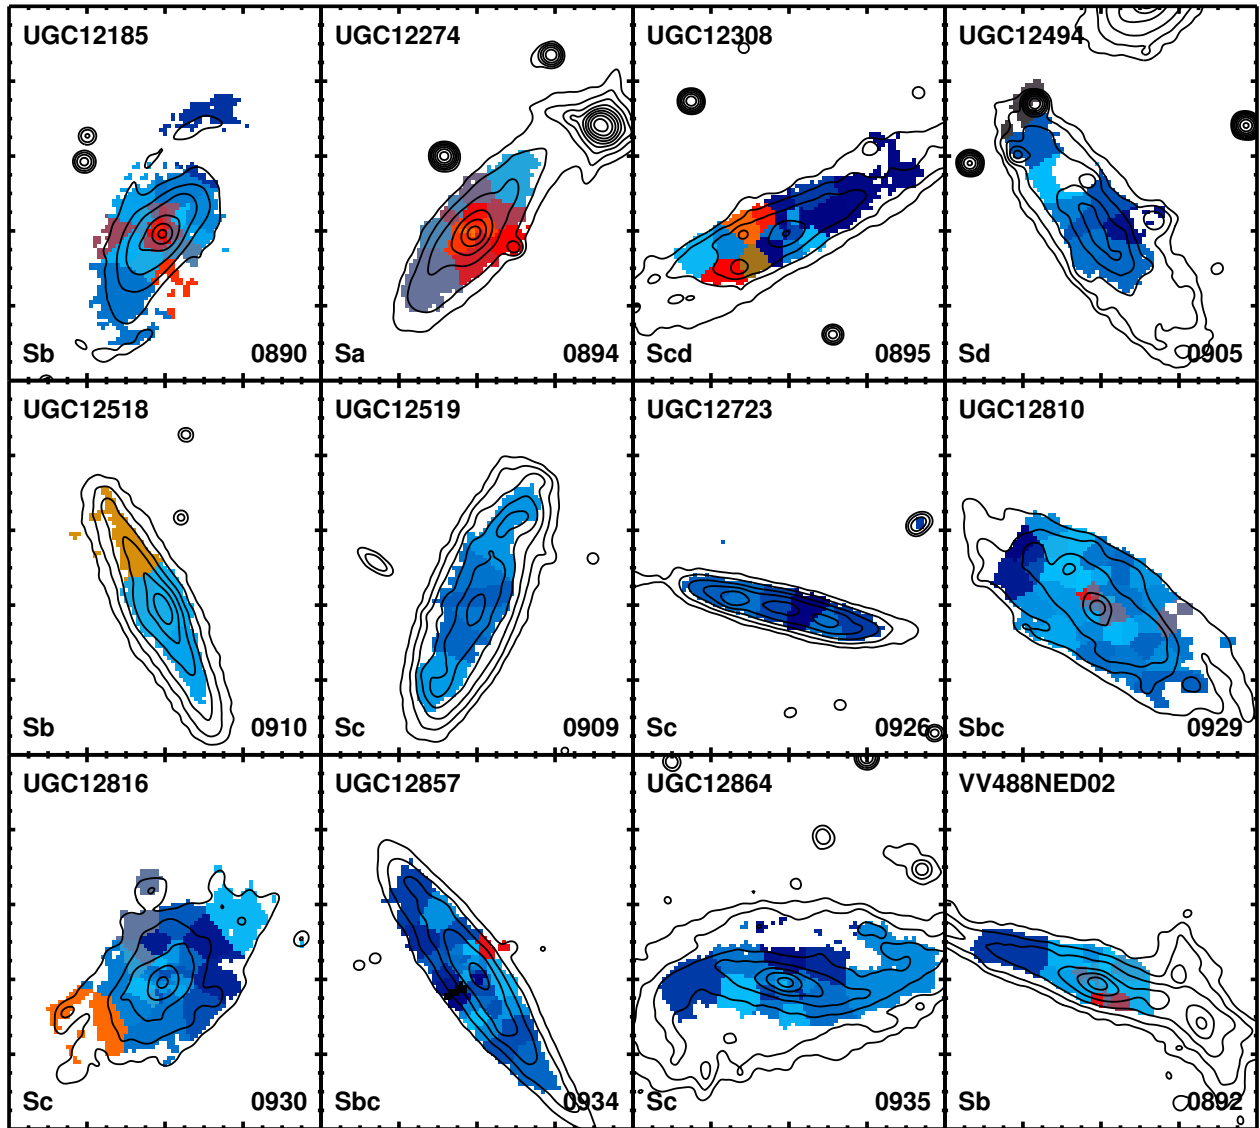 UGC12185 UGC12274 UGC12308 UGC12494
Sb 0890 Sa 0894 Scd 0895 Sd 0905
UGC12518 UGC12519 UGC12723 UGC12810
Sb 0910 Sc 0909 Sc 0926 Sbc 0929
UGC12816 UGC12857 UGC12864 VV488NED02
Sc 0930 Sbc 0934 Sc 0935 Sb 0892